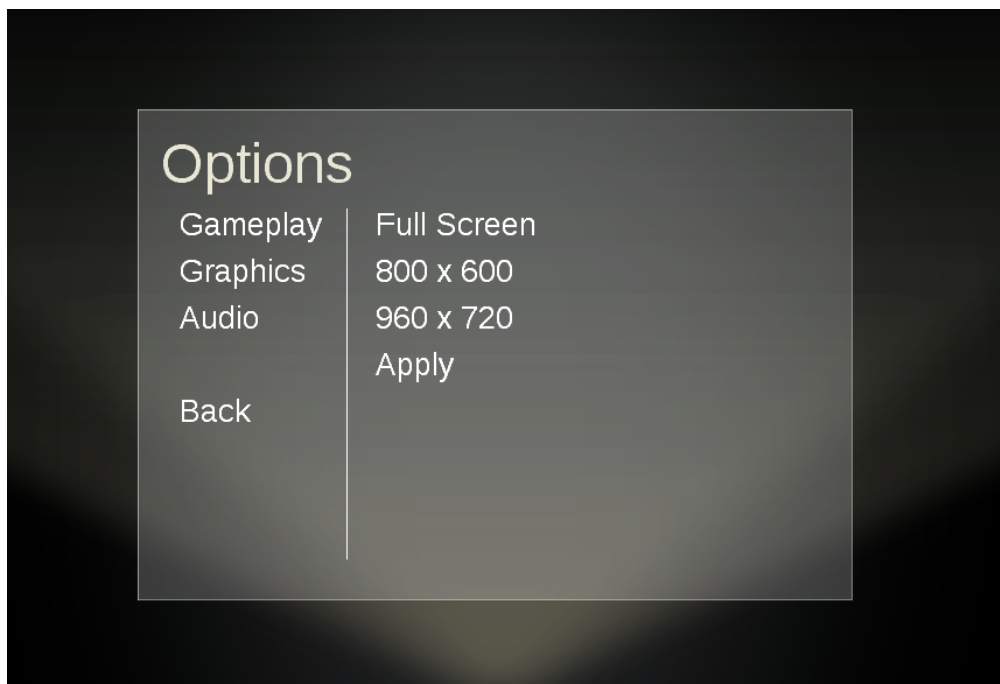 Options
Gameplay
Graphics
Audio
Back
Full Screen
800 x 600
960 x 720
Apply